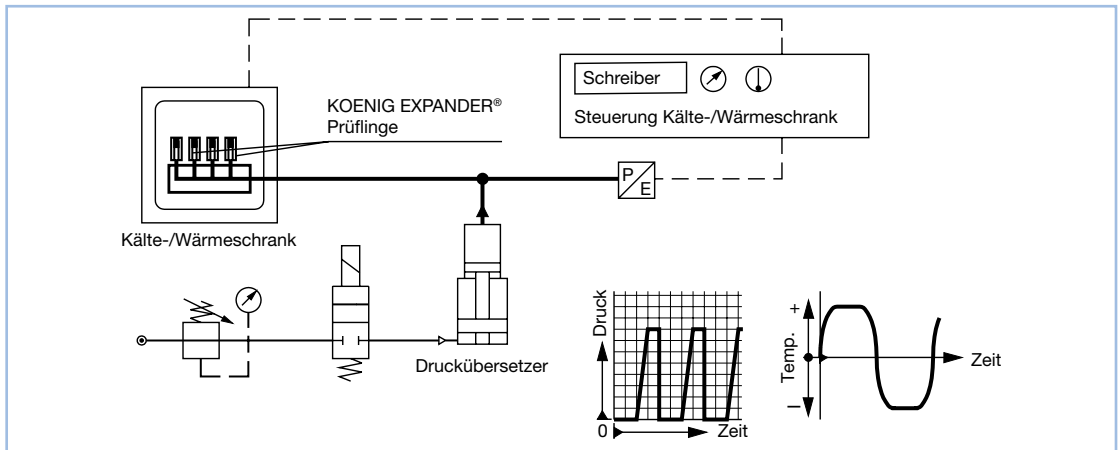 Schreiber
Steuerung Kälte-/Wärmeschrank
KOENIG EXPANDER®
Prüflinge
P
E
Kälte-/Wärmeschrank
Druckübersetzer
Druck
0
Zeit
+
Temp.
–
Zeit